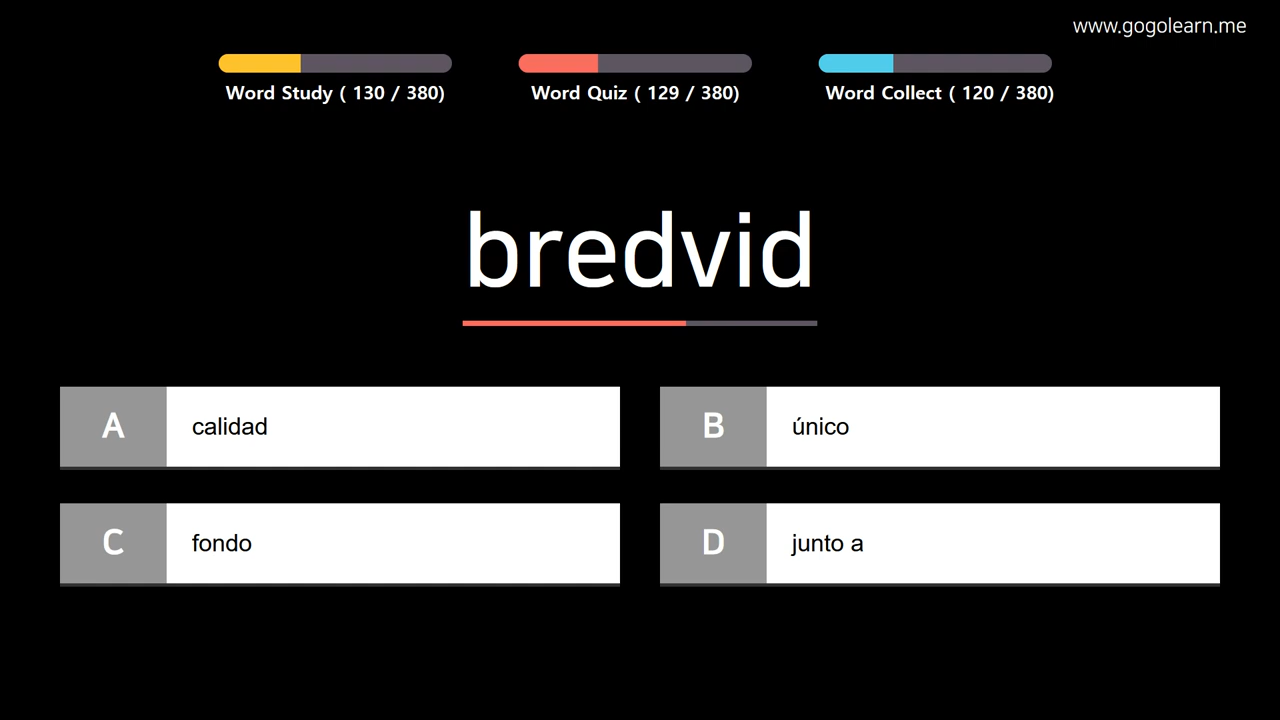 www.gogolearn.me
Word Study ( 130 / 380)
Word Quiz ( 129 / 380)
Word Collect ( 120 / 380)
bredvid
A calidad
B único
C fondo
D junto a